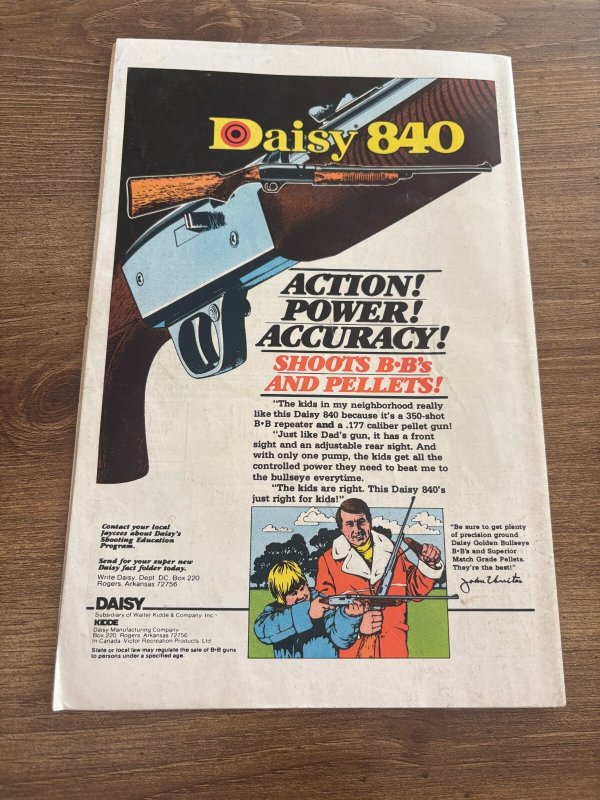 Daisy 840
ACTION!
POWER!
ACCURACY!
SHOOTS B•B's
AND PELLETS!
"The kids in my neighborhood really
like this Daisy 840 because it's a 350-shot
B•B repeater and a .177 caliber pellet gun!
"Just like Dad's gun, it has a front
sight and an adjustable rear sight. And
with only one pump, the kids get all the
controlled power they need to beat me to
the bullseye everytime.
"The kids are right. This Daisy 840's
just right for kids!"
"Be sure to get plenty
of precision ground
Daisy Golden Bullseye
B•B's and Superior
Match Grade Pellets.
They're the best!"
Contact your local
Jaycees about Daisy's
Shooting Education
Program.
Send for your super new
Daisy fact folder today.
Write Daisy, Dept. DC, Box 220
Rogers, Arkansas 72756
DAISY
Subsidiary of Walter Kidde & Company, Inc.
KIDDE
Daisy Manufacturing Company
Box 220, Rogers, Arkansas 72756
In Canada: Victor Recreation Products, Ltd.
State or local law may regulate the sale of B•B guns
to persons under a specified age.